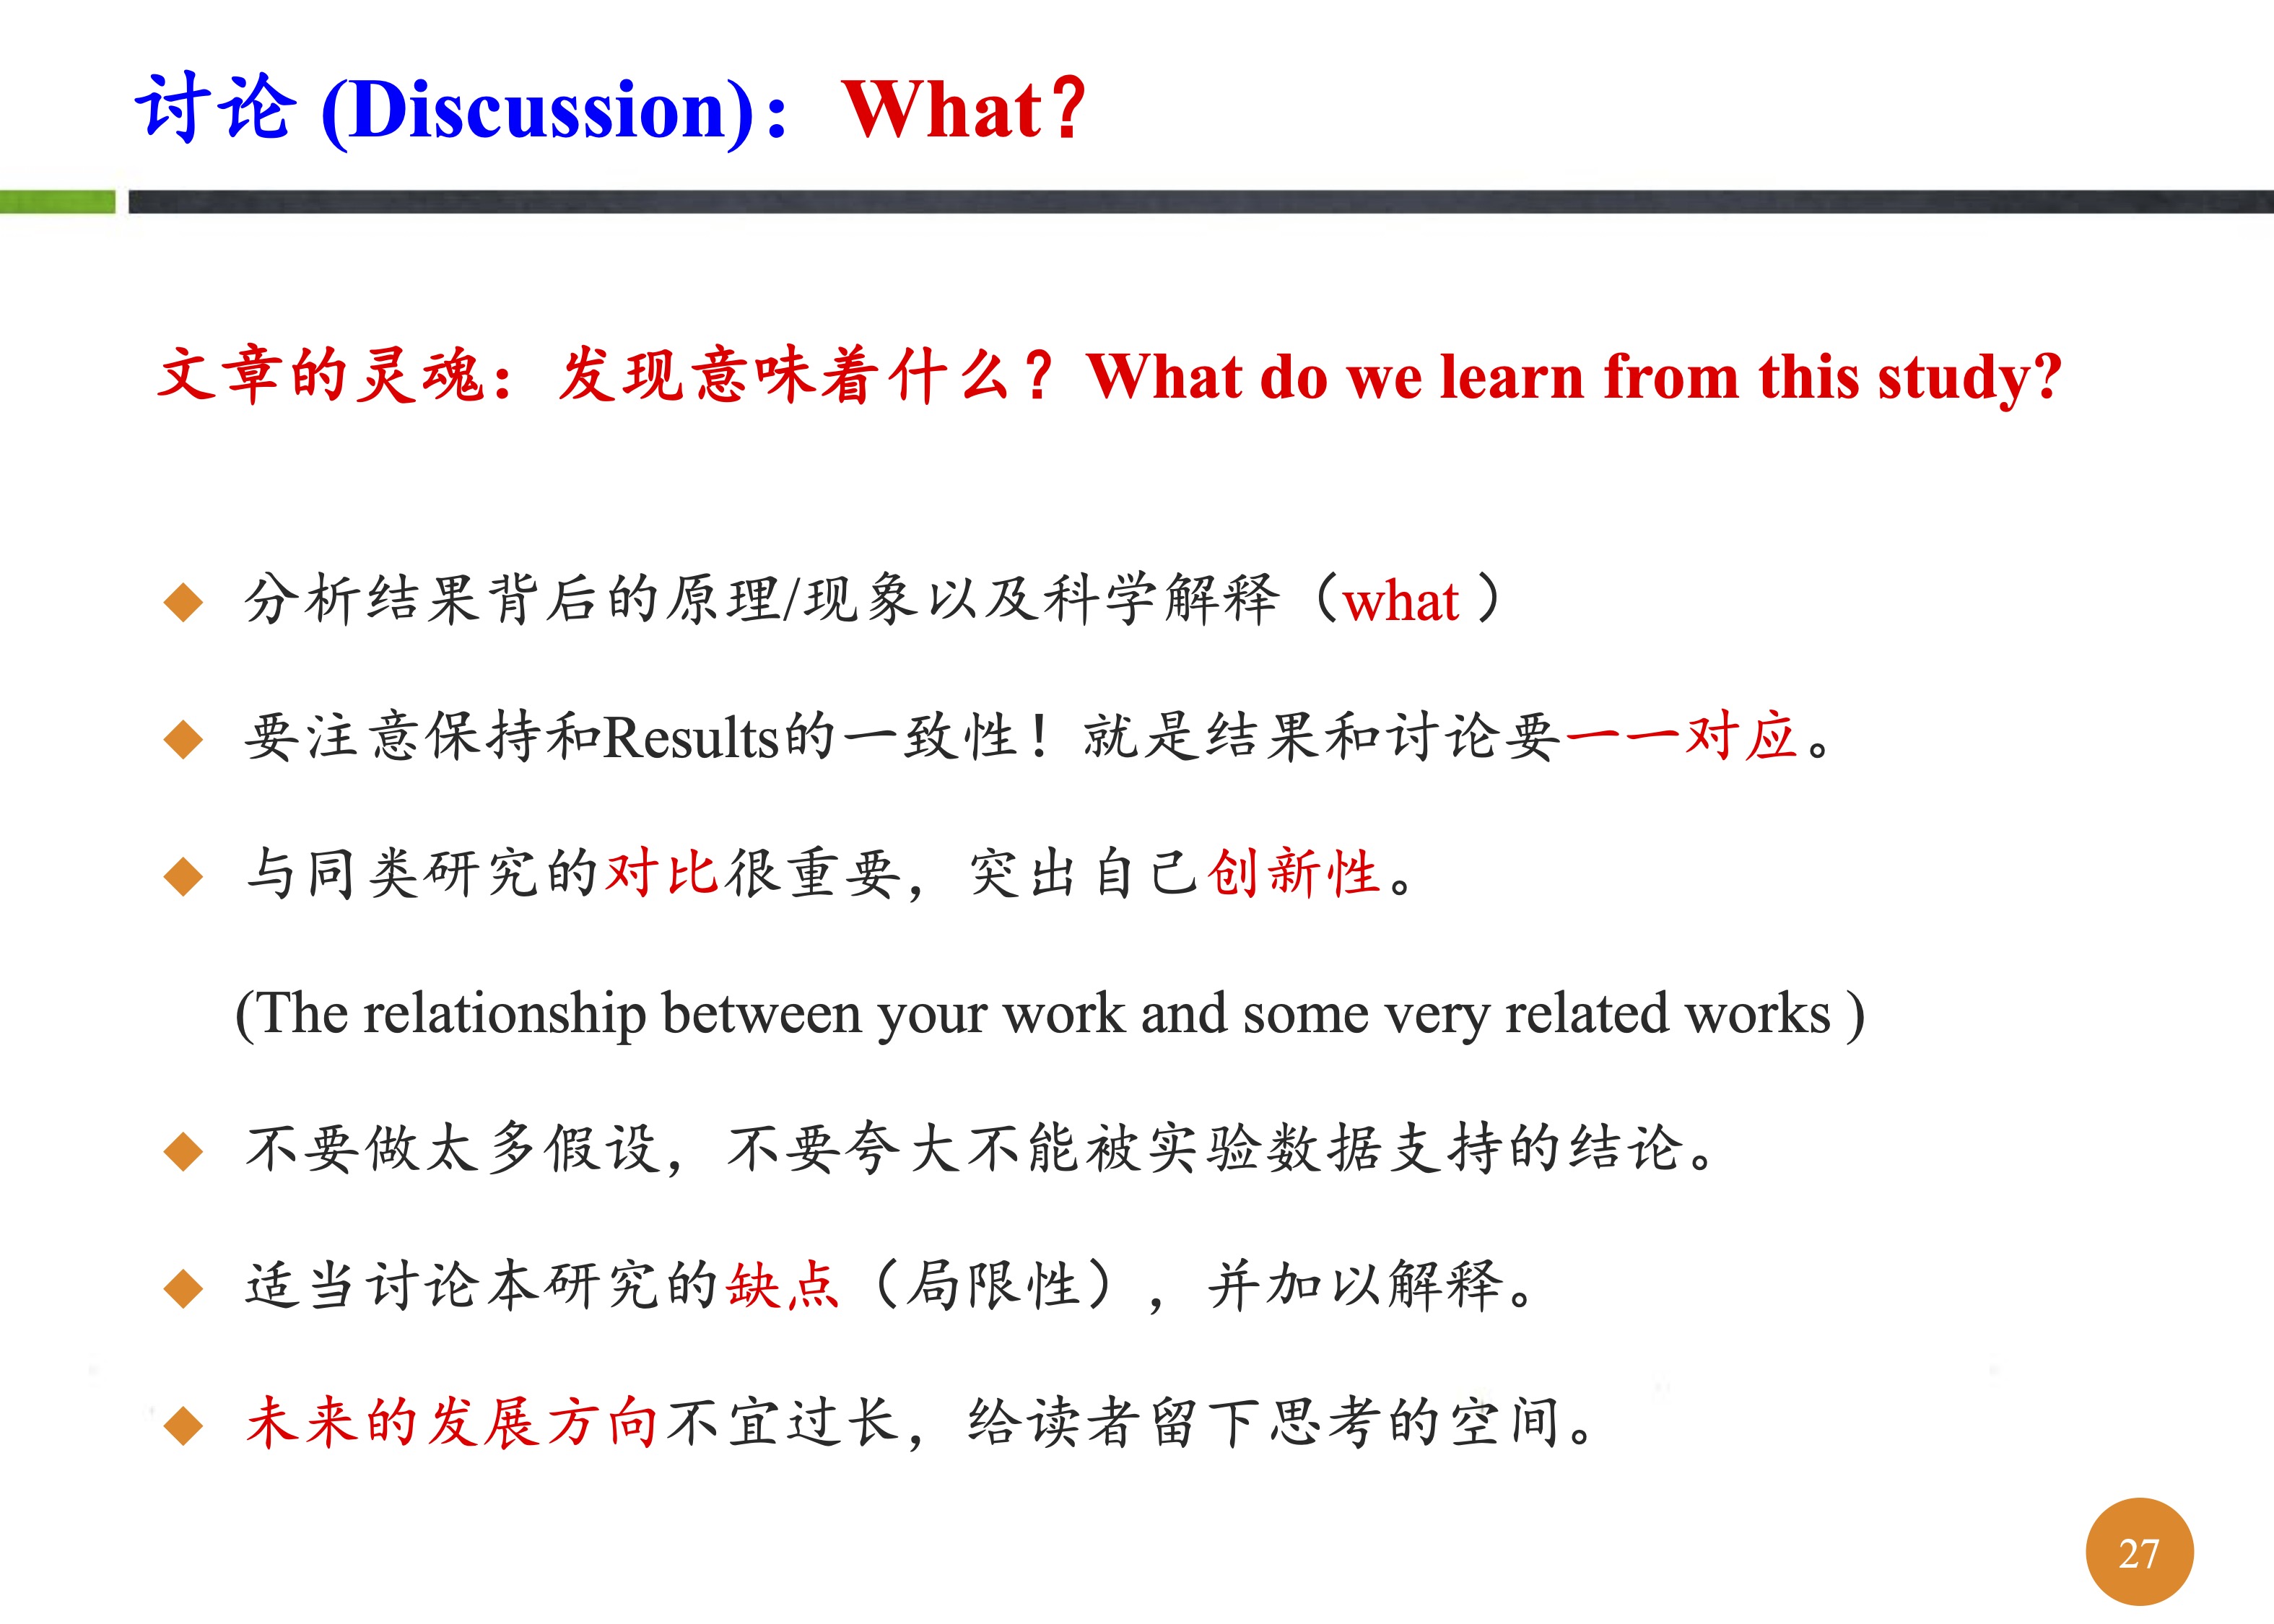 讨论 (Discussion)：What？
文章的灵魂：发现意味着什么？What do we learn from this study?
分析结果背后的原理/现象以及科学解释（what ）
要注意保持和Results的一致性！就是结果和讨论要一一对应。
与同类研究的对比很重要，突出自己创新性。
(The relationship between your work and some very related works )
不要做太多假设，不要夸大不能被实验数据支持的结论。
适当讨论本研究的缺点（局限性），并加以解释。
未来的发展方向不宜过长，给读者留下思考的空间。
27